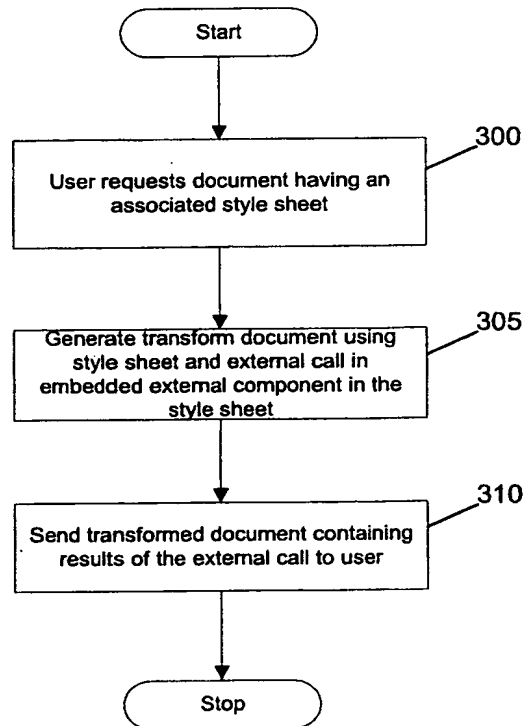 Start
300
User requests document having an
associated style sheet
305
Generate transform document using
style sheet and external call in
embedded external component in the
style sheet
310
Send transformed document containing
results of the external call to user
Stop